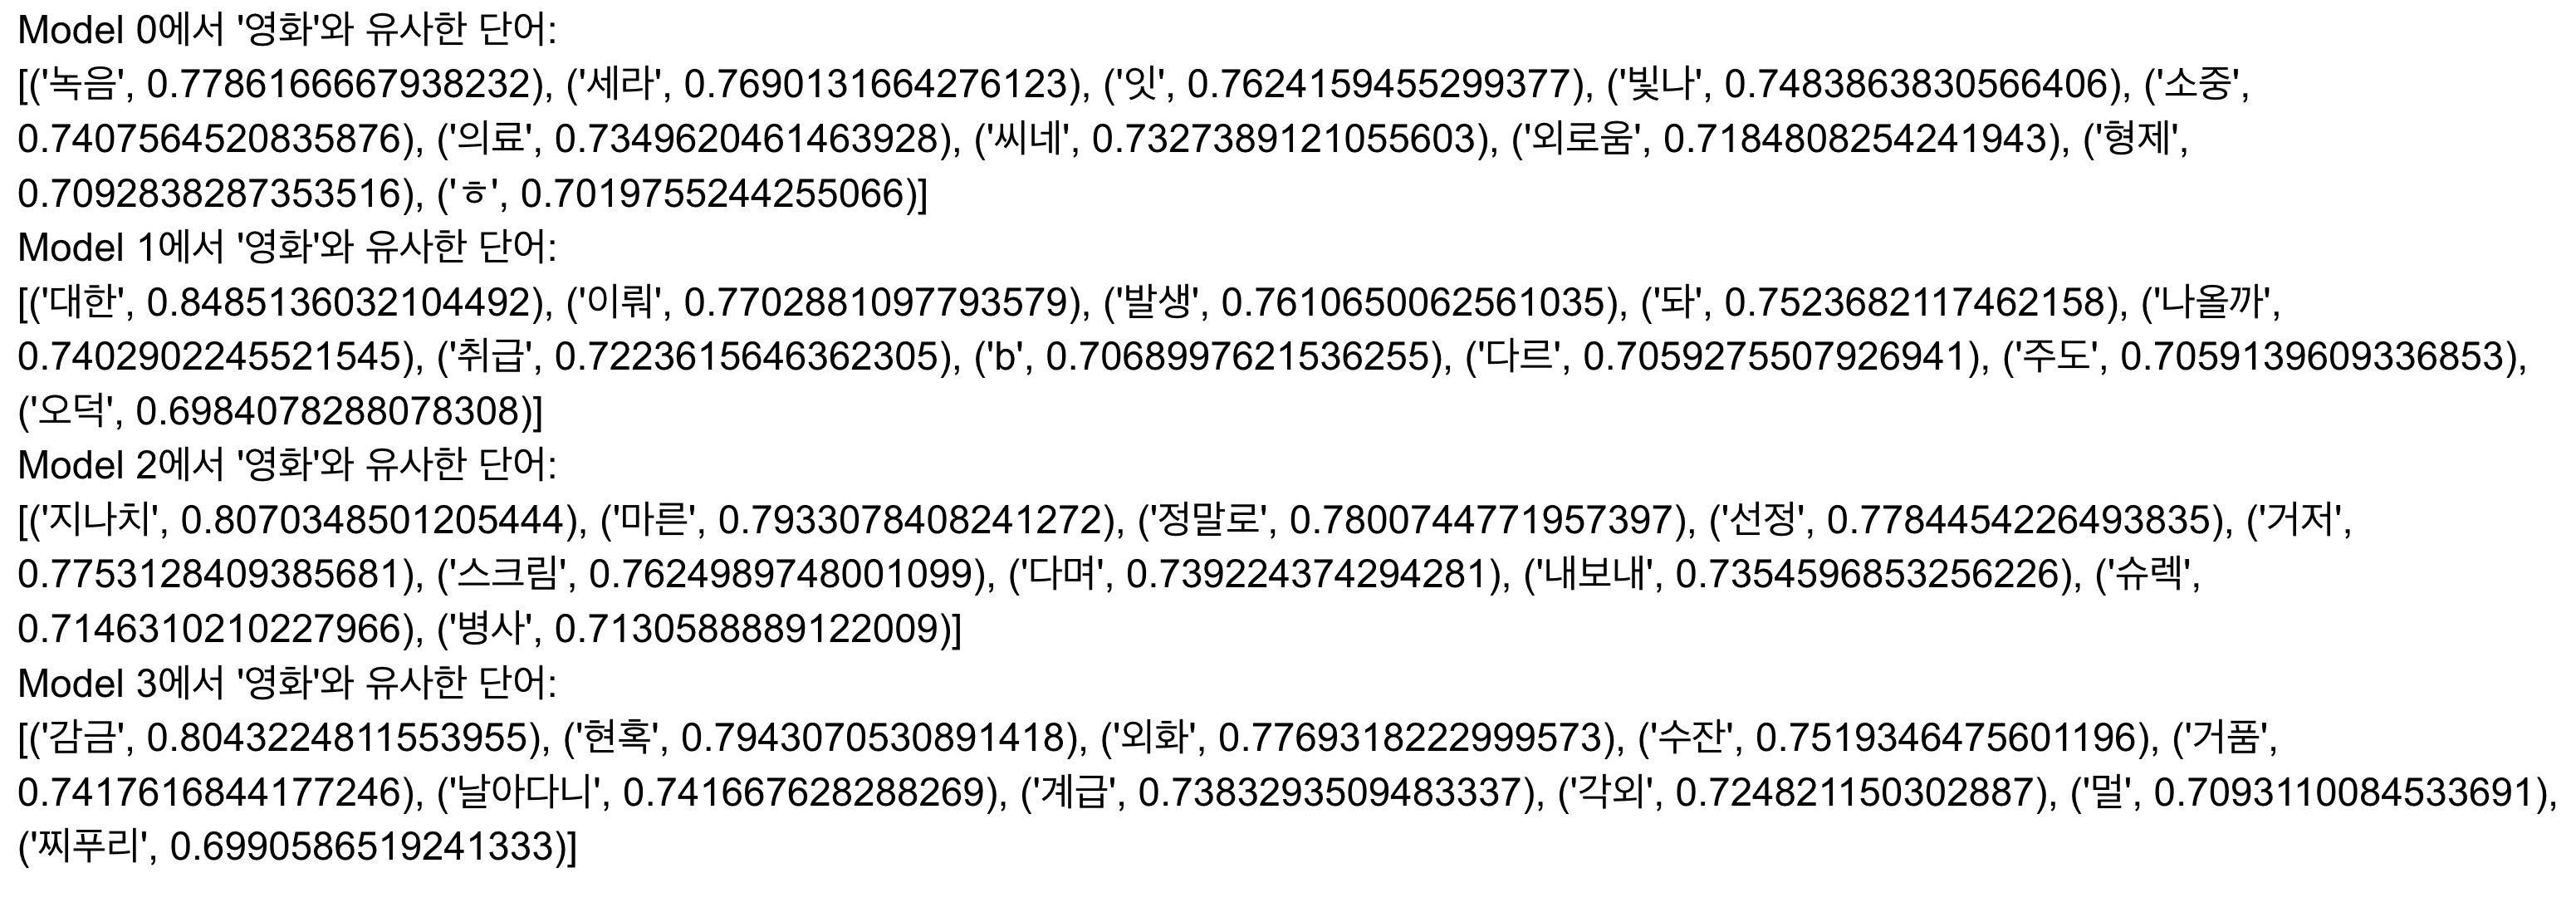 Model 0에서 '영화'와 유사한 단어:
[('녹음', 0.7786166667938232), ('세라', 0.7690131664276123), ('잇', 0.7624159455299377), ('빛나', 0.7483863830566406), ('소중',
0.7407564520835876), ('의료', 0.7349620461463928), ('씨네', 0.7327389121055603), ('외로움', 0.7184808254241943), ('형제',
0.7092838287353516), ('ㅎ', 0.7019755244255066)]
Model 1에서 '영화'와 유사한 단어:
[('대한', 0.8485136032104492), ('이뤄', 0.7702881097793579), ('발생', 0.7610650062561035), ('돠', 0.7523682117462158), ('나올까',
0.7402902245521545), ('취급', 0.7223615646362305), ('b', 0.7068997621536255), ('다르', 0.7059275507926941), ('주도', 0.7059139609336853),
('오덕', 0.6984078288078308)]
Model 2에서 '영화'와 유사한 단어:
[('지나치', 0.8070348501205444), ('마른', 0.7933078408241272), ('정말로', 0.7800744771957397), ('선정', 0.7784454226493835), ('거저',
0.7753128409385681), ('스크림', 0.7624989748001099), ('다며', 0.739224374294281), ('내보내', 0.7354596853256226), ('슈렉',
0.7146310210227966), ('병사', 0.7130588889122009)]
Model 3에서 '영화'와 유사한 단어:
[('감금', 0.8043224811553955), ('현혹', 0.7943070530891418), ('외화', 0.7769318222999573), ('수잔', 0.7519346475601196), ('거품',
0.7417616844177246), ('날아다니', 0.741667628288269), ('계급', 0.7383293509483337), ('각외', 0.724821150302887), ('멀', 0.7093110084533691),
('찌푸리', 0.6990586519241333)]